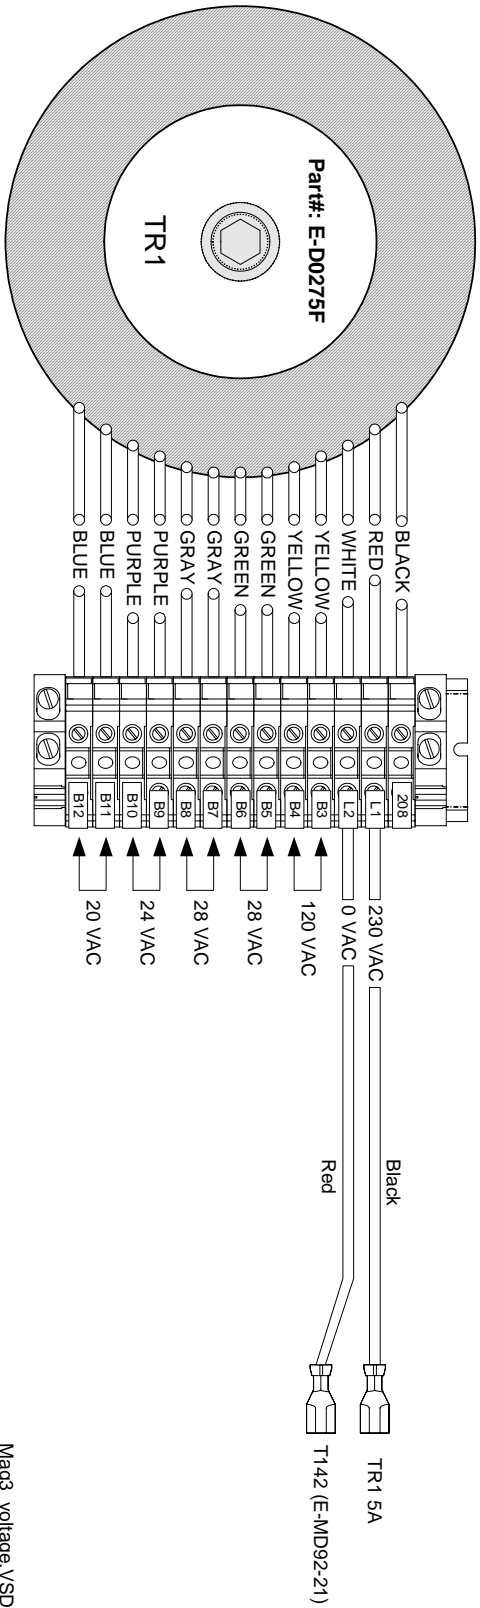 Part#: E-D0275F
TR1
BLACK
RED
WHITE
YELLOW
YELLOW
GREEN
GREEN
GRAY
GRAY
PURPLE
PURPLE
BLUE
BLUE
208
L1
L2
B3
B4
B5
B6
B7
B8
B9
B10
B11
B12
230 VAC
0 VAC
120 VAC
28 VAC
28 VAC
24 VAC
20 VAC
Black
Red
TR1 5A
T142 (E-MD92-21)
Mag3_voltage.VSD